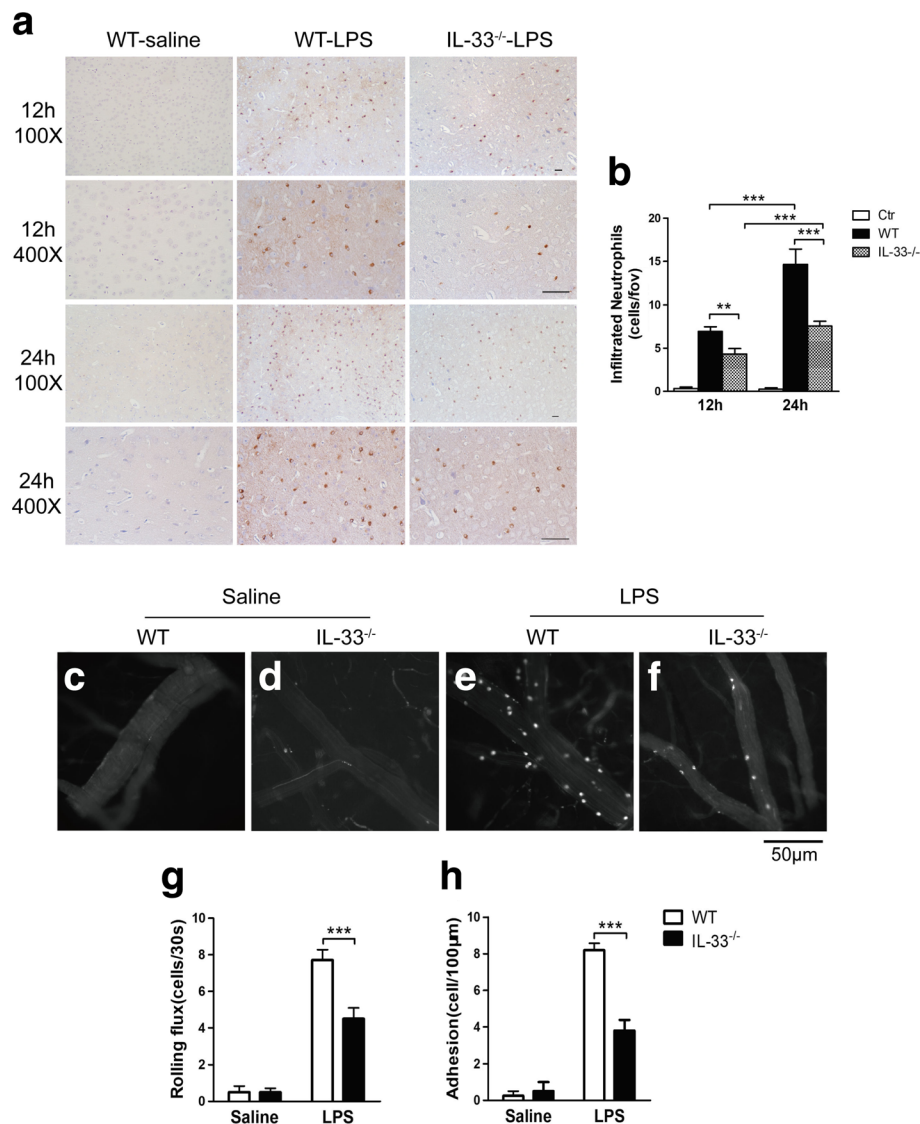 a
WT-saline WT-LPS IL-33-/--LPS
12h
100X
12h
400X
24h
100X
24h
400X
b
***
***
***
**
Infiltrated Neutrophils
(cells/fov)
20
15
10
5
0
12h 24h
Ctr
WT
IL-33-/-
Saline LPS
WT IL-33-/- WT IL-33-/-
c d e f
50μm
g
Rolling flux(cells/30s)
10
8
6
4
2
0
***
Saline LPS
h
Adhesion(cell/100μm)
10
8
6
4
2
0
***
Saline LPS
WT
IL-33-/-